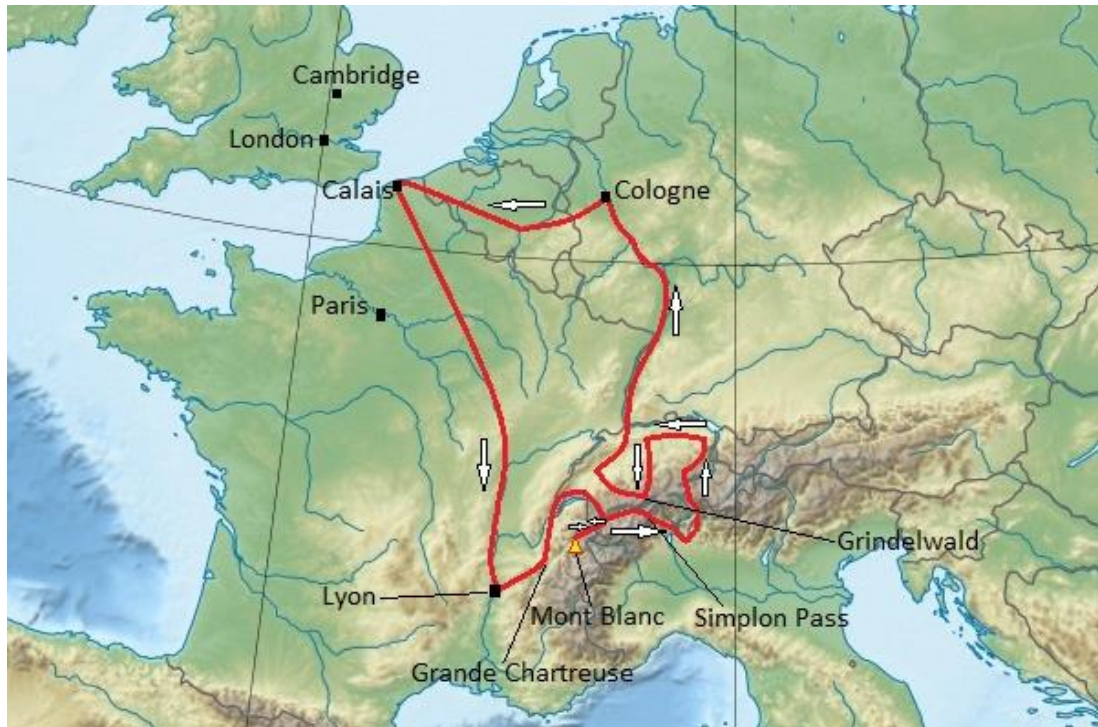 Cambridge
London
Calais
Cologne
Paris
Grindelwald
Lyon
Mont Blanc
Simplon Pass
Grande Chartreuse